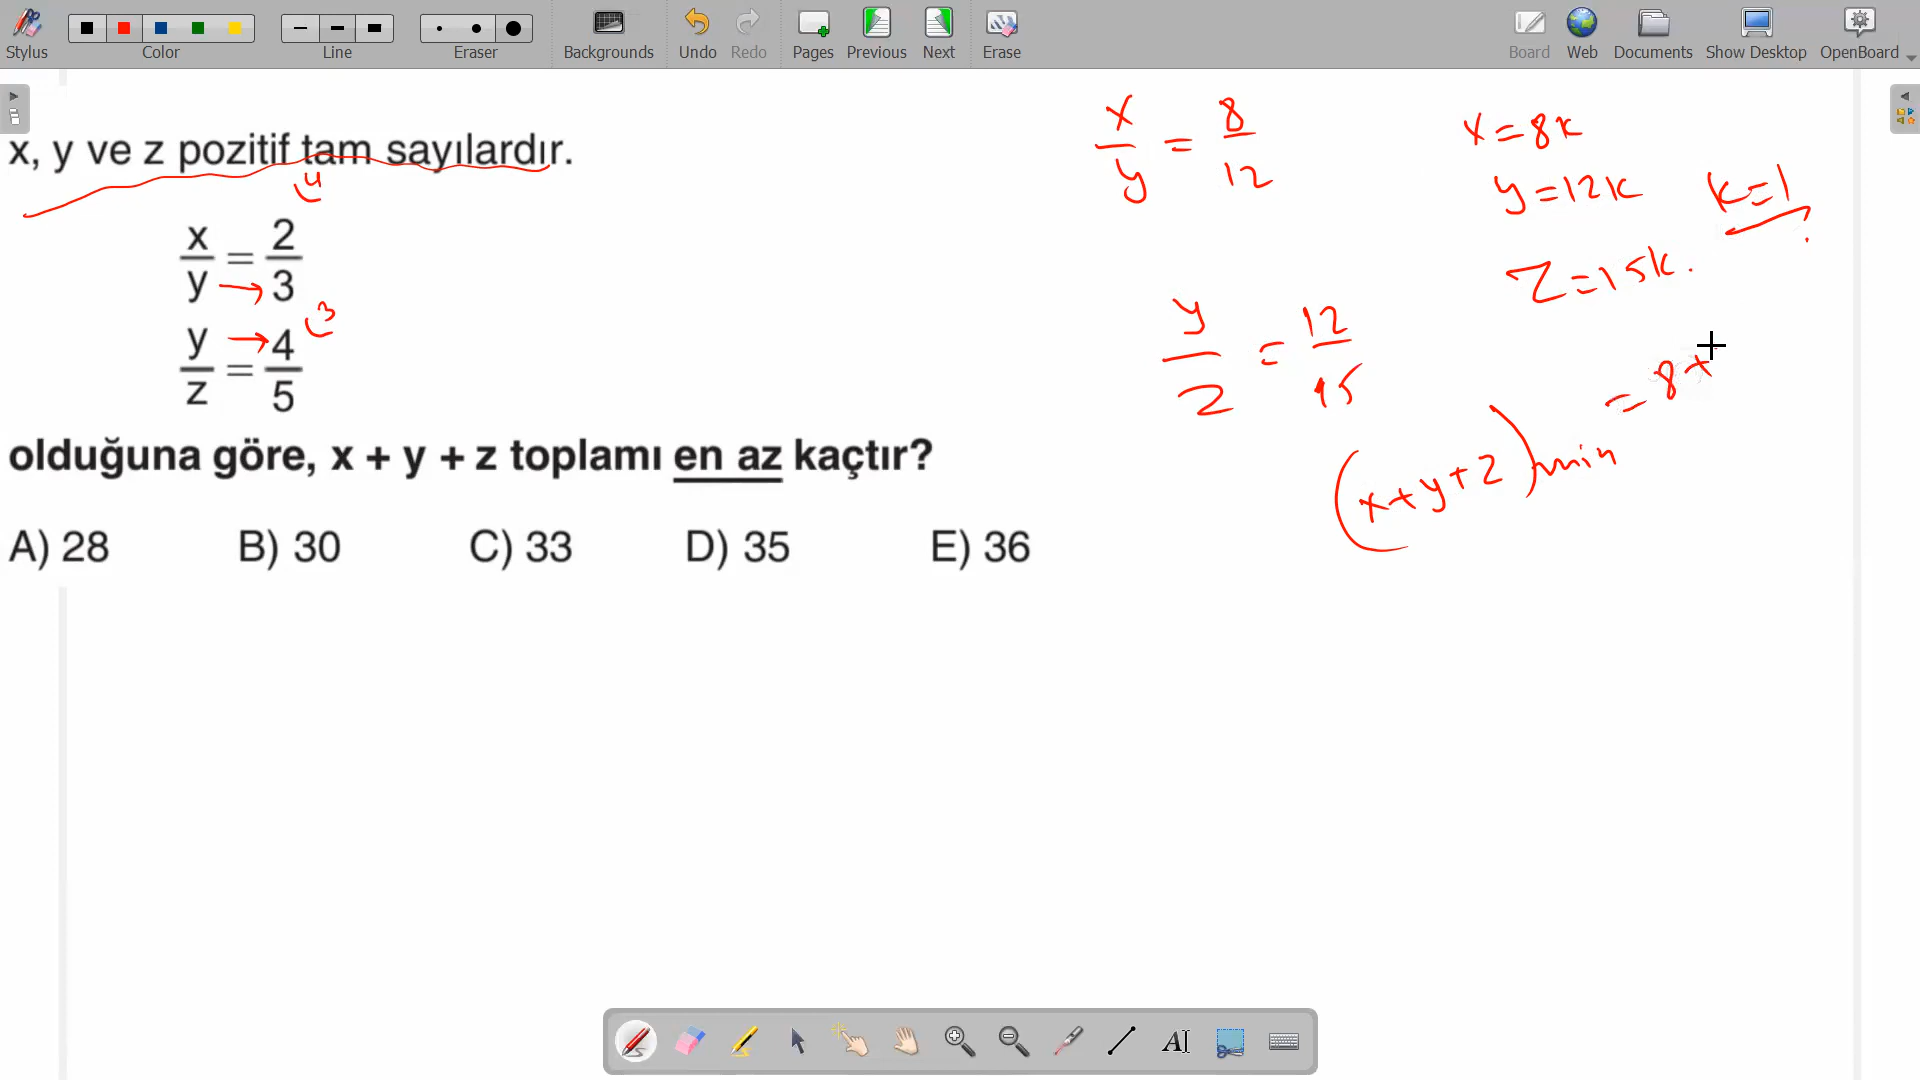 Stylus Color Line Eraser Backgrounds Undo Redo Pages Previous Next Erase Board Web Documents Show Desktop OpenBoard
x, y ve z pozitif tam sayılardır.
4
x/y = 2/3
3
y/z = 4/5
olduğuna göre, x + y + z toplamı en az kaçtır?
A) 28 B) 30 C) 33 D) 35 E) 36
x/y = 8/12
y/z = 12/15
x = 8k
y = 12k
k = 1
z = 15k.
(x+y+z) min = 8+
AI